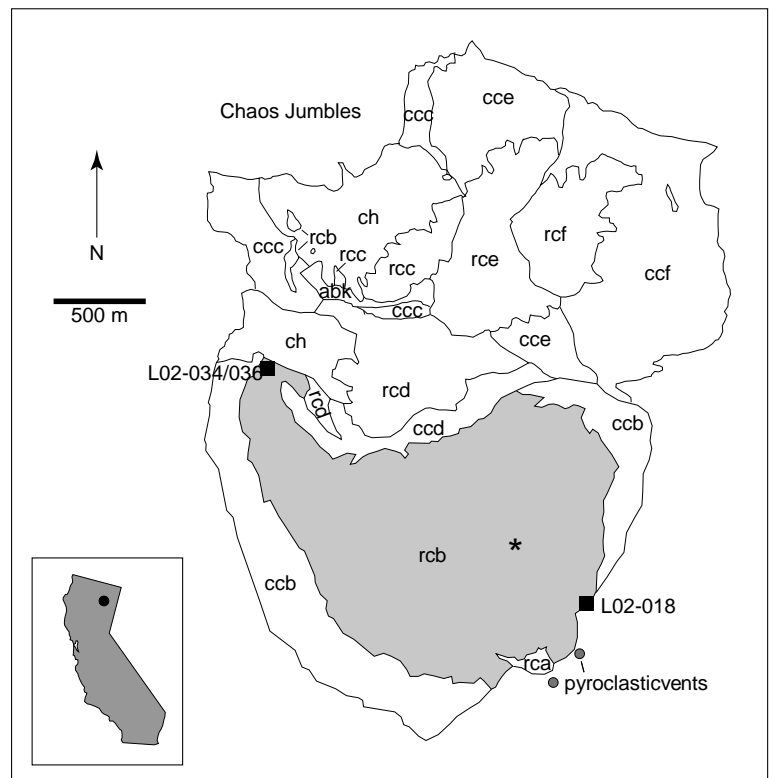 cce
ccc
Chaos Jumbles
ch
rcb
rcf
ccc
rcc
rcc
rce
N
ccf
abk
ccc
500 m
ch
cce
L02-034/036
rcd
rcd
ccd
ccb
*
rcb
ccb
L02-018
rca
pyroclasticvents